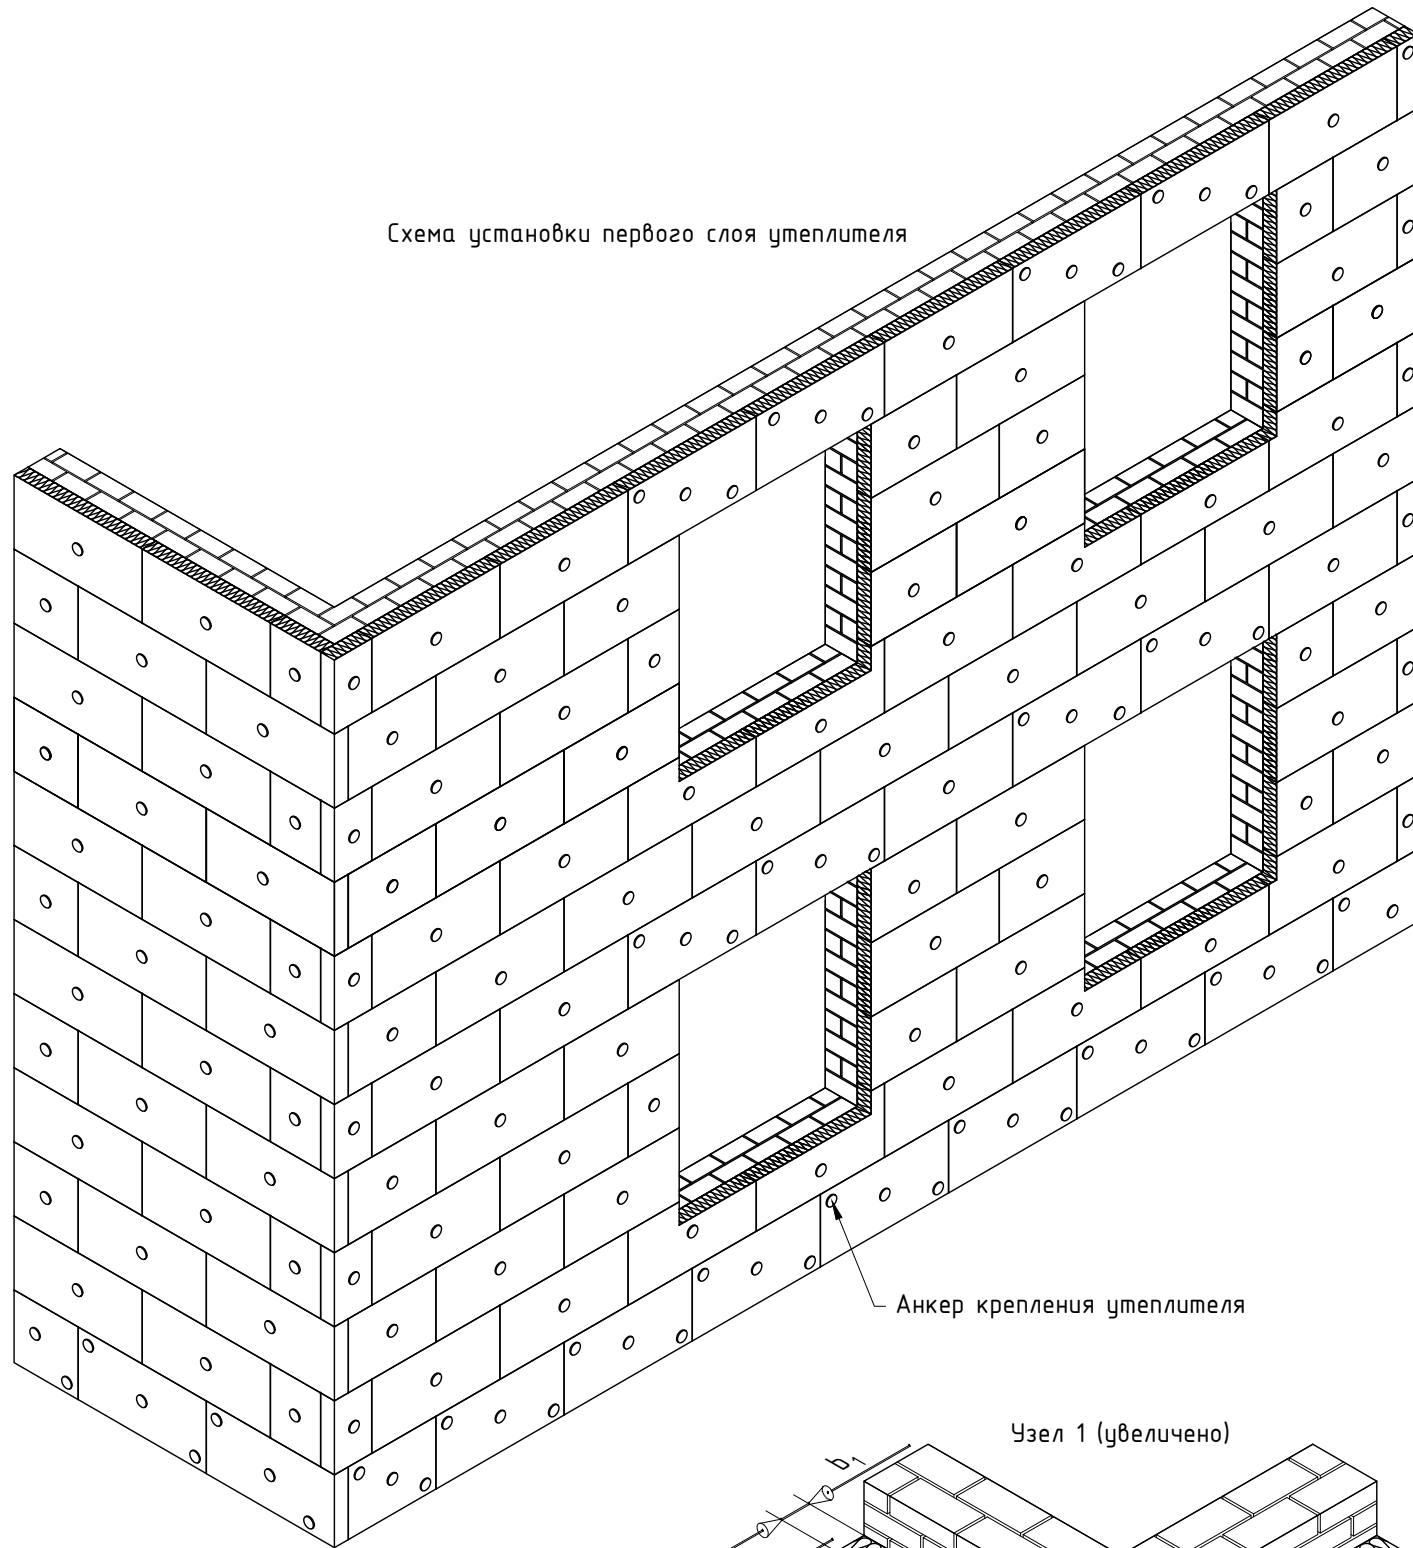 Схема установки первого слоя утеплителя
Анкер крепления утеплителя
Узел 1 (увеличено)
b1